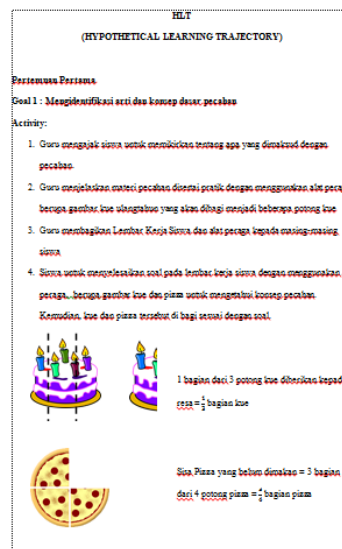 HLT
(HYPOTHETICAL LEARNING TRAJECTORY)
Pertemuan Pertama
Goal 1 : Mengidentifikasi arti dan konsep dasar pecahan
Activity:
1. Guru mengajak siswa untuk memikirkan tentang apa yang dimaksud dengan
pecahan.
2. Guru menjelaskan materi pecahan disertai pratik dengan menggunakan alat perag
berupa gambar kue ulangtahun yang akan dibagi menjadi beberapa potong kue
3. Guru membagikan Lembar Kerja Siswa dan alat peraga kepada masing-masing
siswa
4. Siswa untuk menyelesaikan soal pada lembar kerja siswa dengan menggunakan
peraga, berupa gambar kue dan pizza untuk mengetahui konsep pecahan.
Kemudian, kue dan pizza tersebut di bagi sesuai dengan soal.
1 bagian dari 3 potong kue diberikan kepad
resa = 1/3 bagian kue
Sisa Pizza yang belum dimakan = 3 bagian
dari 4 potong pizza = bagian pizza